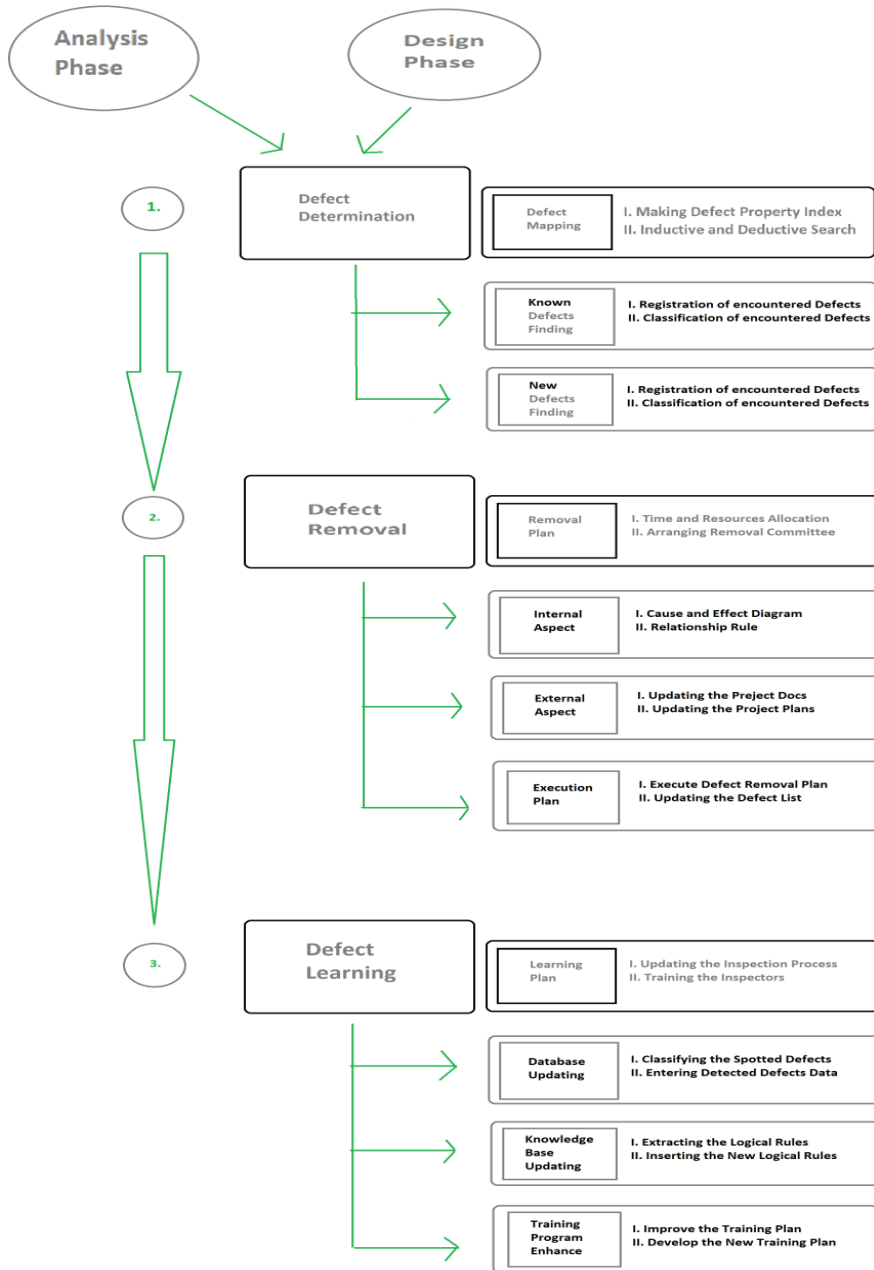 Analysis
Phase
Design
Phase
1.
Defect
Determination
Defect
Mapping
I. Making Defect Property Index
II. Inductive and Deductive Search
Known
Defects
Finding
I. Registration of encountered Defects
II. Classification of encountered Defects
New
Defects
Finding
I. Registration of encountered Defects
II. Classification of encountered Defects
2.
Defect
Removal
Removal
Plan
I. Time and Resources Allocation
II. Arranging Removal Committee
Internal
Aspect
I. Cause and Effect Diagram
II. Relationship Rule
External
Aspect
I. Updating the Preject Docs
II. Updating the Project Plans
Execution
Plan
I. Execute Defect Removal Plan
II. Updating the Defect List
3.
Defect
Learning
Learning
Plan
I. Updating the Inspection Process
II. Training the Inspectors
Database
Updating
I. Classifying the Spotted Defects
II. Entering Detected Defects Data
Knowledge
Base
Updating
I. Extracting the Logical Rules
II. Inserting the New Logical Rules
Training
Program
Enhance
I. Improve the Training Plan
II. Develop the New Training Plan